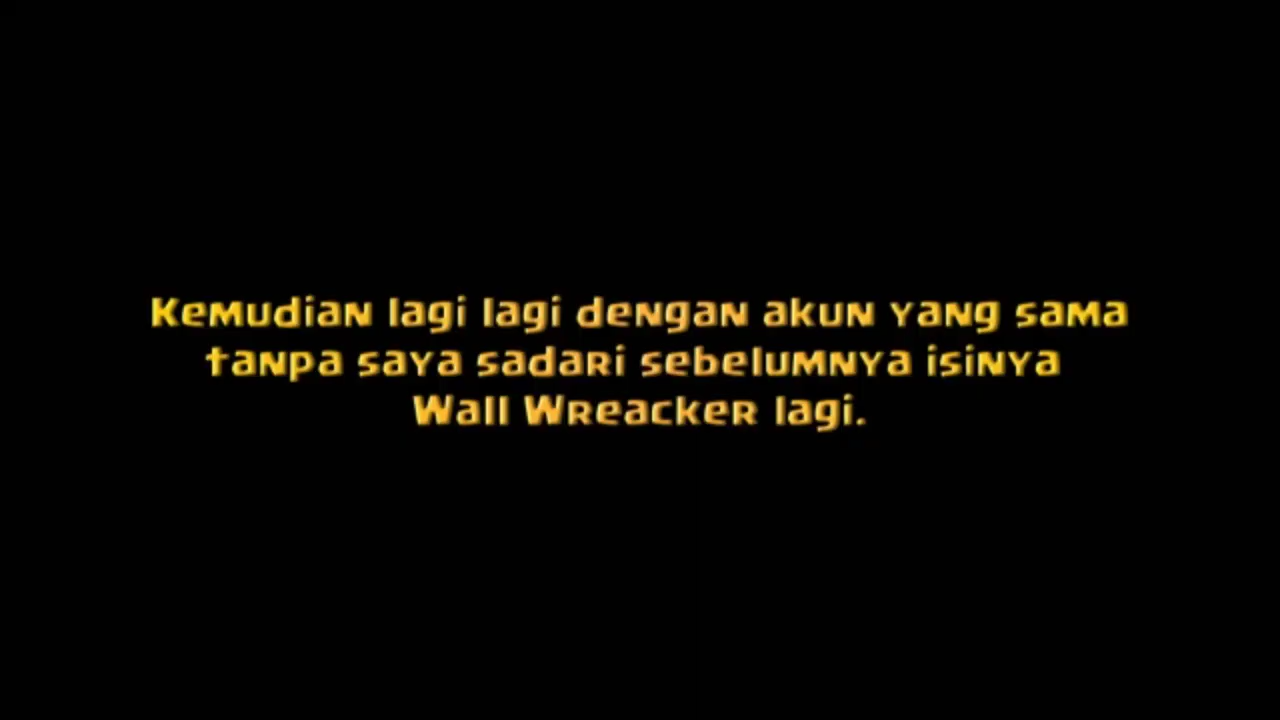 Kemudian lagi lagi dengan akun yang sama
tanpa saya sadari sebelumnya isinya
Wall Wreacker lagi.